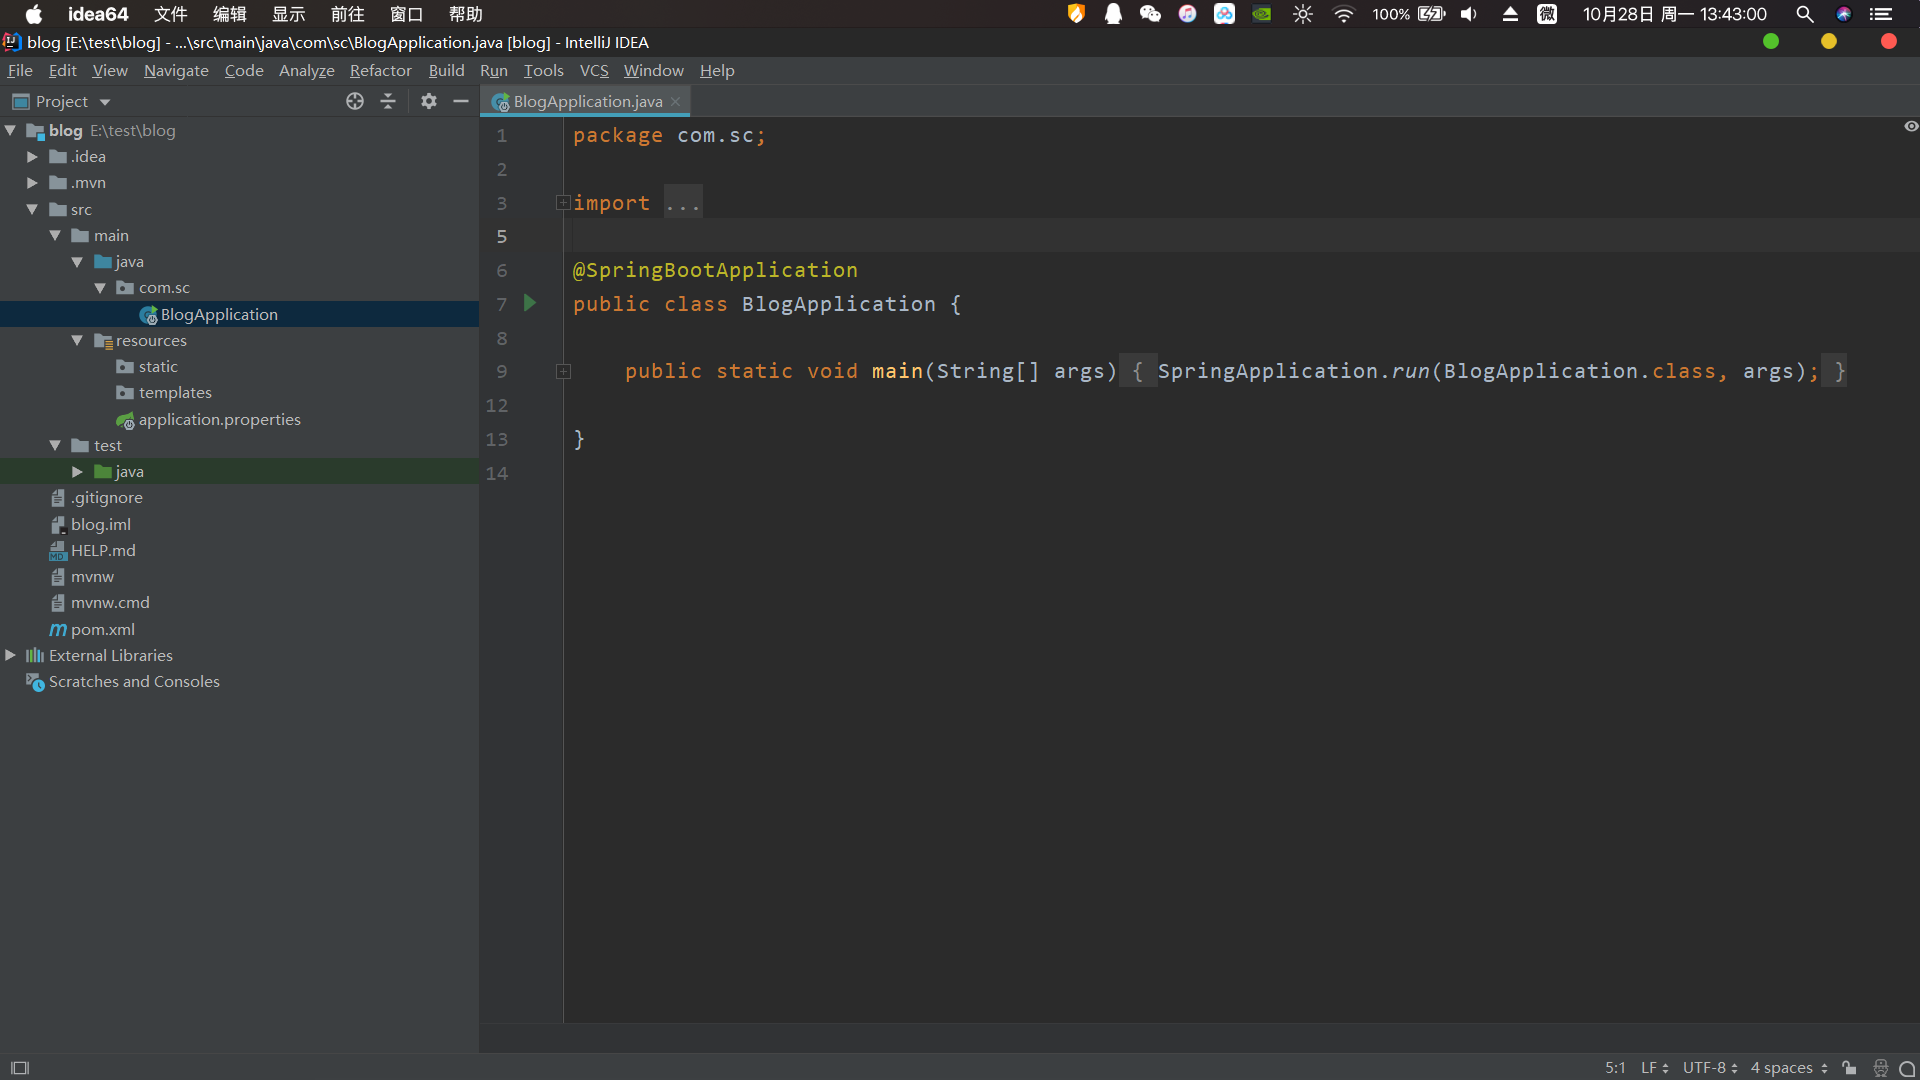 idea64 文件 编辑 显示 前往 窗口 帮助 100% 微 10月28日 周一 13:43:00
blog [E:\test\blog] - ...\src\main\java\com\sc\BlogApplication.java [blog] - IntelliJ IDEA
File Edit View Navigate Code Analyze Refactor Build Run Tools VCS Window Help
Project
BlogApplication.java
blog E:\test\blog
.idea
.mvn
src
main
java
com.sc
BlogApplication
resources
static
templates
application.properties
test
java
.gitignore
blog.iml
HELP.md
mvnw
mvnw.cmd
pom.xml
External Libraries
Scratches and Consoles
1 package com.sc;
2
3 import ...
5
6 @SpringBootApplication
7 public class BlogApplication {
8
9 public static void main(String[] args) { SpringApplication.run(BlogApplication.class, args); }
12
13 }
14
5:1 LF UTF-8 4 spaces